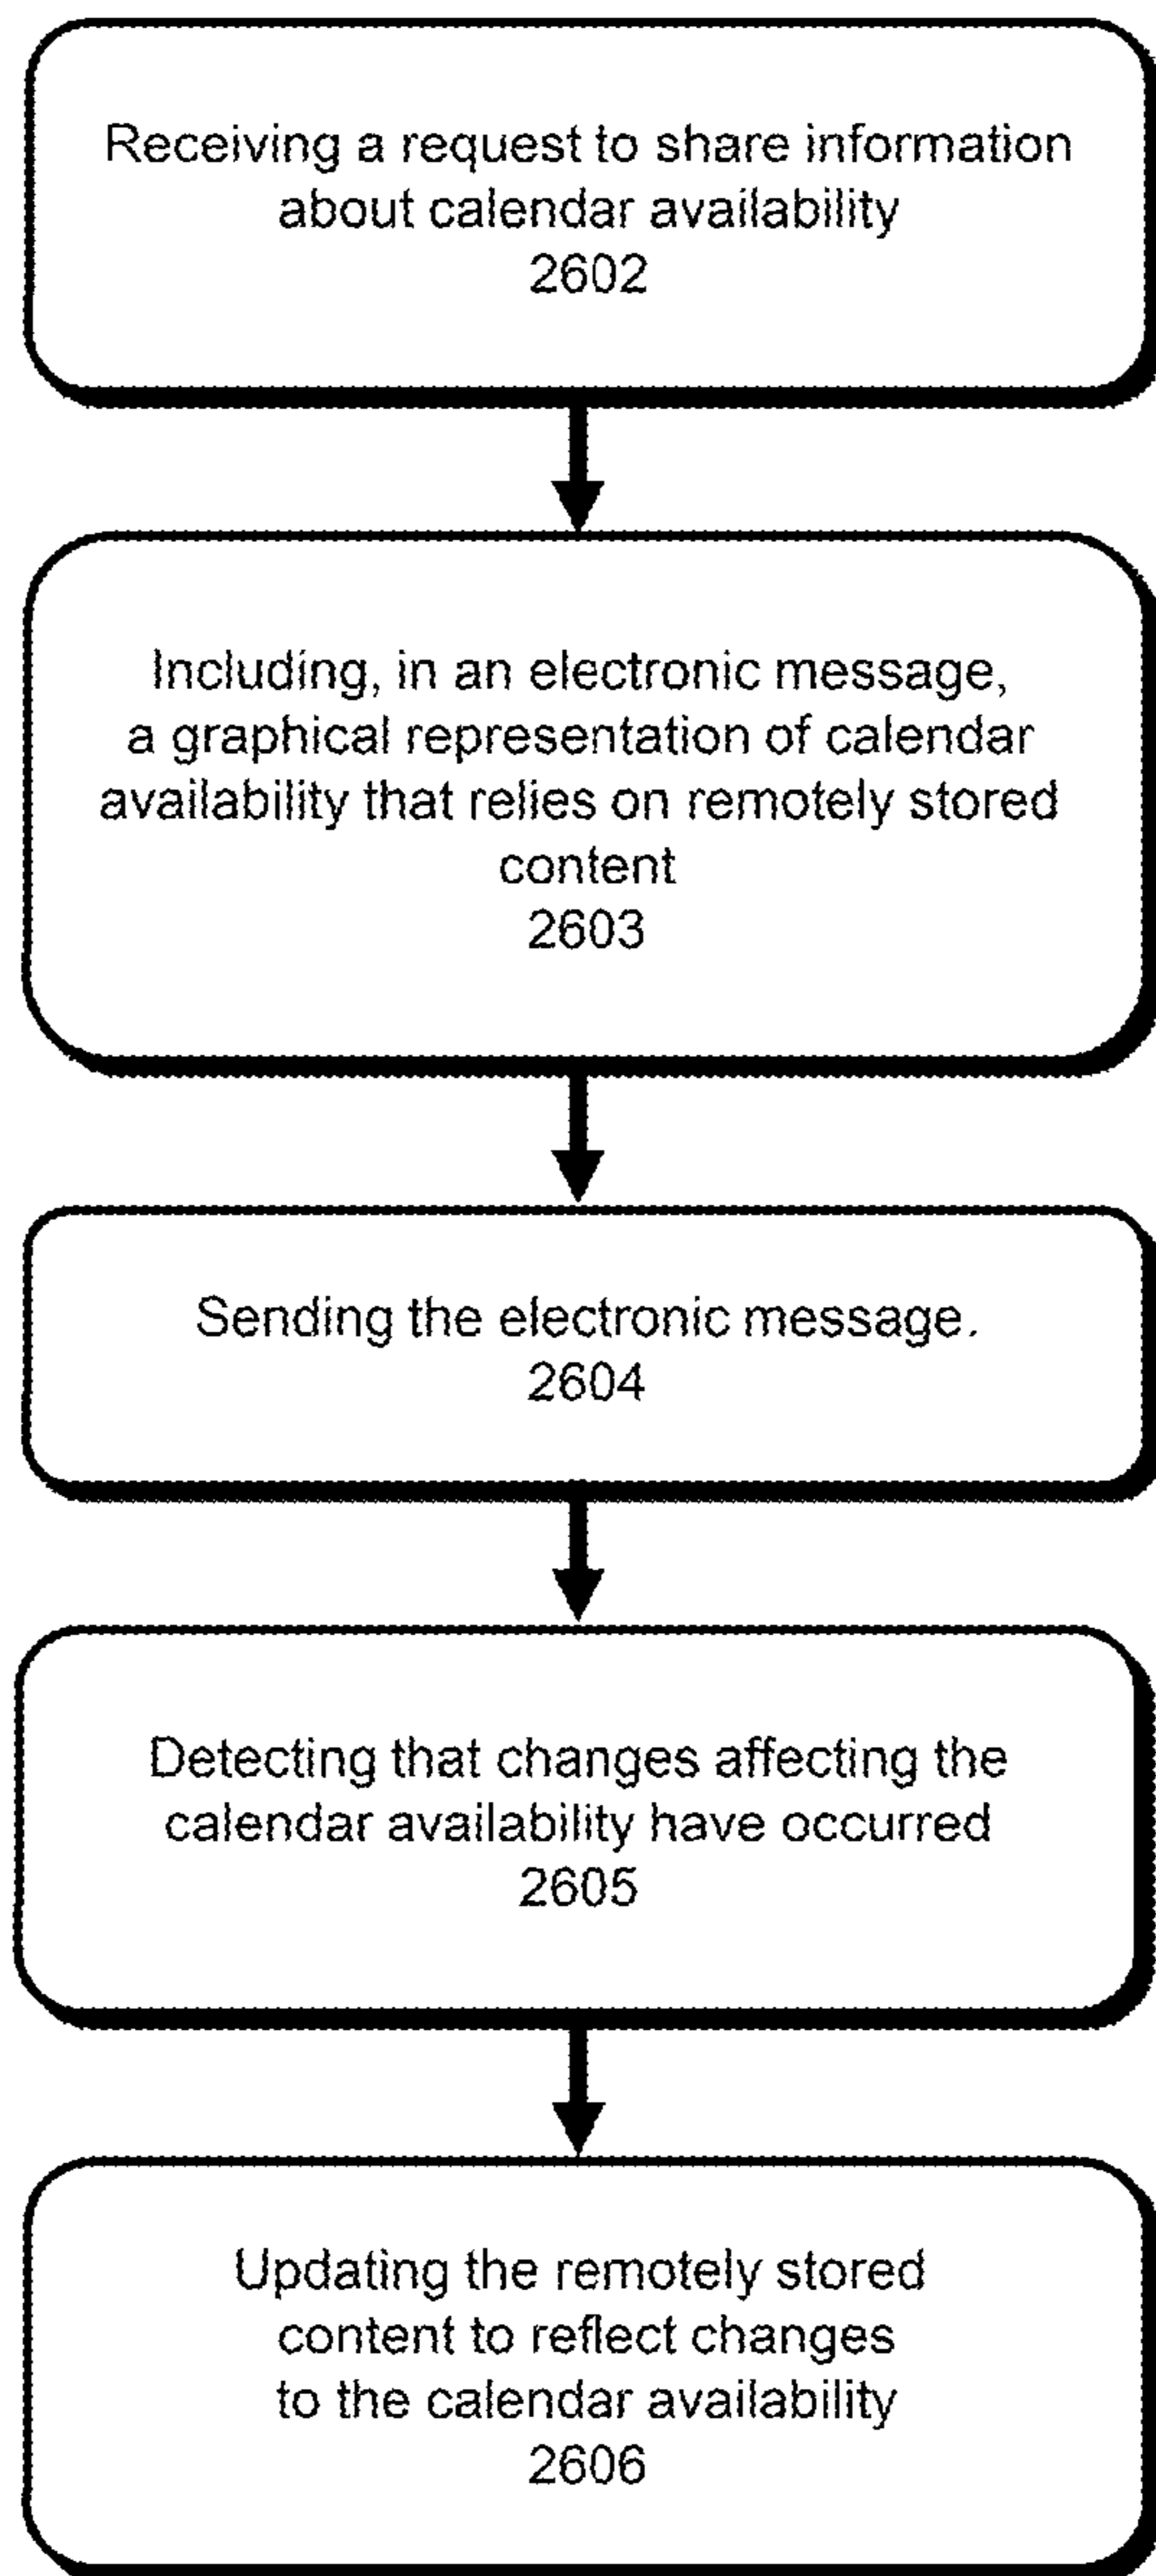 Receiving a request to share information
about calendar availability
2602
Including, in an electronic message,
a graphical representation of calendar
availability that relies on remotely stored
content
2603
Sending the electronic message.
2604
Detecting that changes affecting the
calendar availability have occurred
2605
Updating the remotely stored
content to reflect changes
to the calendar availability
2606